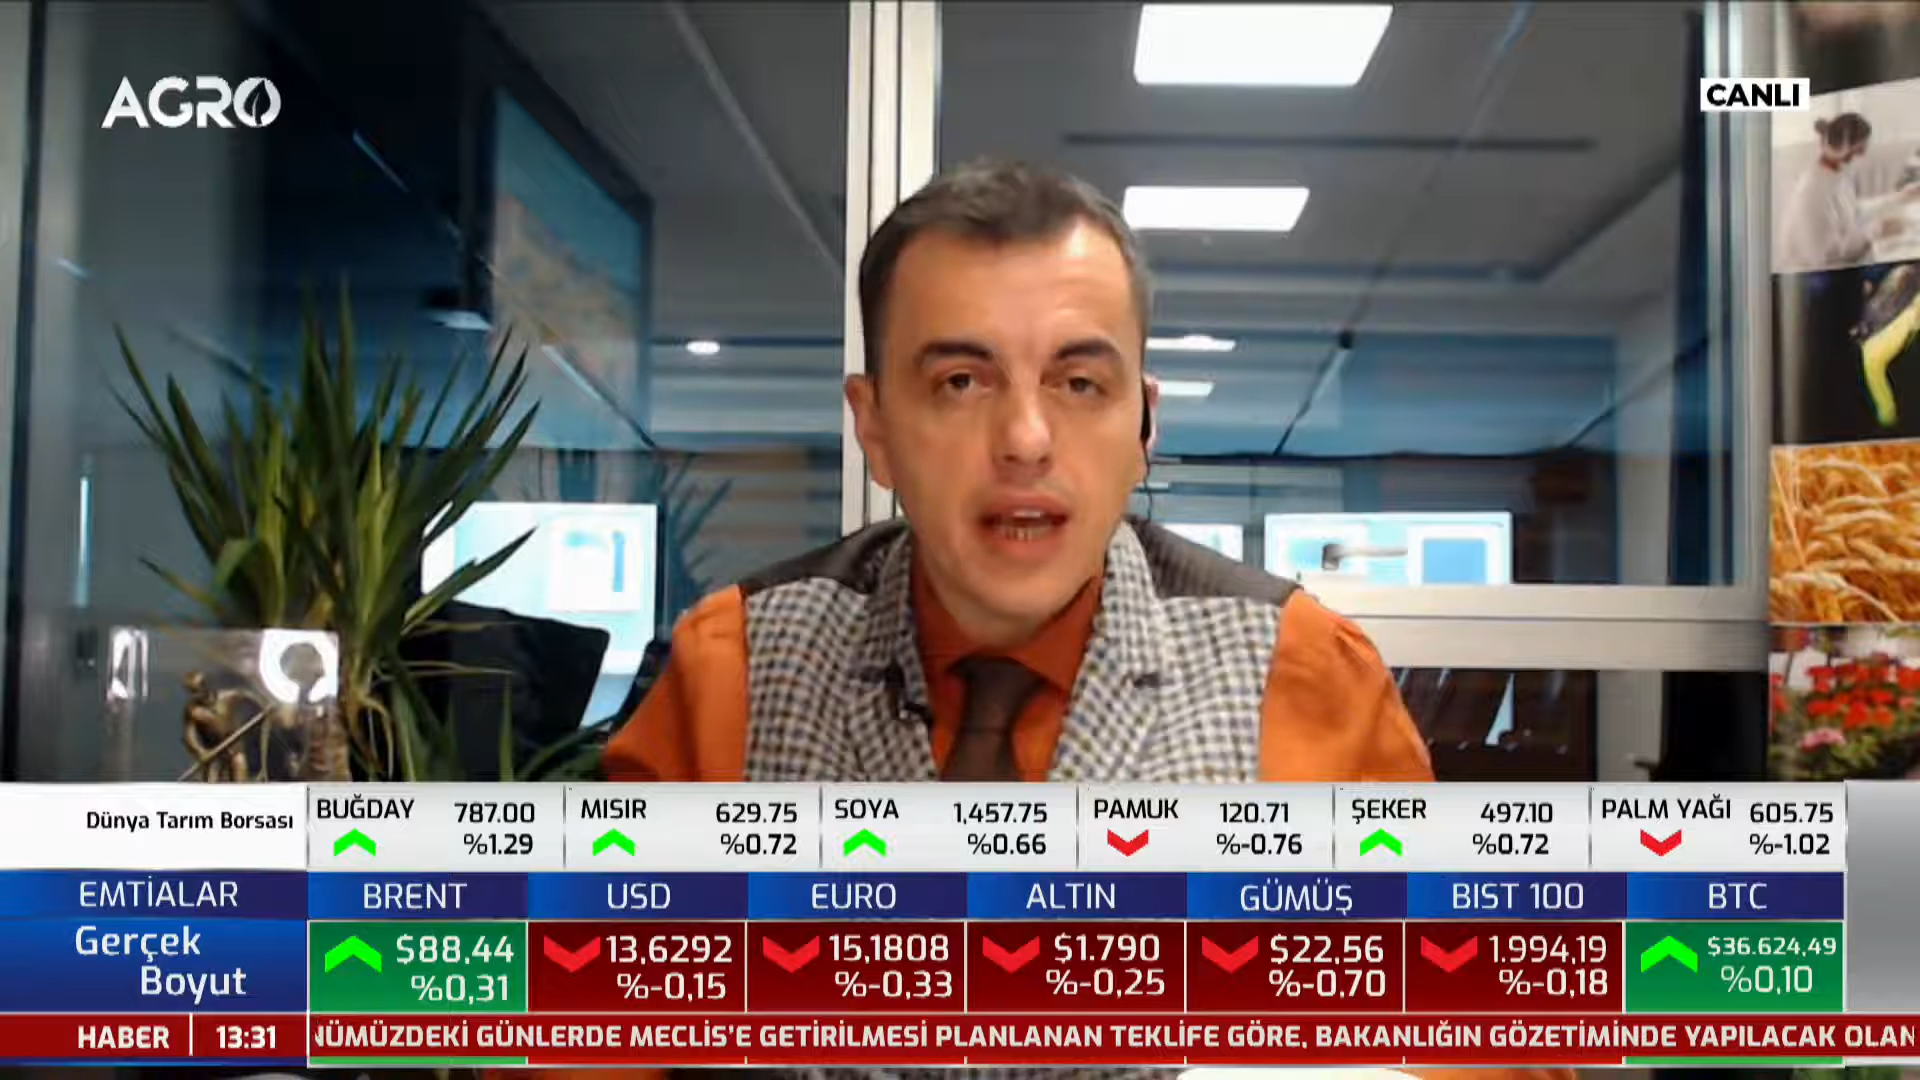 AGRO
CANLI
Dünya Tarım Borsası
BUĞDAY 787.00
%1.29
MISIR 629.75
%0.72
SOYA 1,457.75
%0.66
PAMUK 120.71
%-0.76
ŞEKER 497.10
%0.72
PALM YAĞI 605.75
%-1.02
EMTİALAR
BRENT
USD
EURO
ALTIN
GÜMÜŞ
BIST 100
BTC
Gerçek
Boyut
$88,44
%0,31
13,6292
%-0,15
15,1808
%-0,33
$1.790
%-0,25
$22,56
%-0,70
1.994,19
%-0,18
$36.624,49
%0,10
HABER 13:31
NÜMÜZDEKİ GÜNLERDE MECLİS'E GETİRİLMESİ PLANLANAN TEKLİFE GÖRE, BAKANLIĞIN GÖZETİMİNDE YAPILACAK OLAN